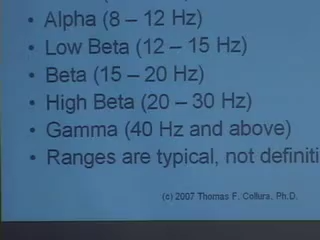 • Alpha (8 – 12 Hz)
• Low Beta (12 – 15 Hz)
• Beta (15 – 20 Hz)
• High Beta (20 – 30 Hz)
• Gamma (40 Hz and above)
• Ranges are typical, not definiti
(c) 2007 Thomas F. Collura, Ph.D.